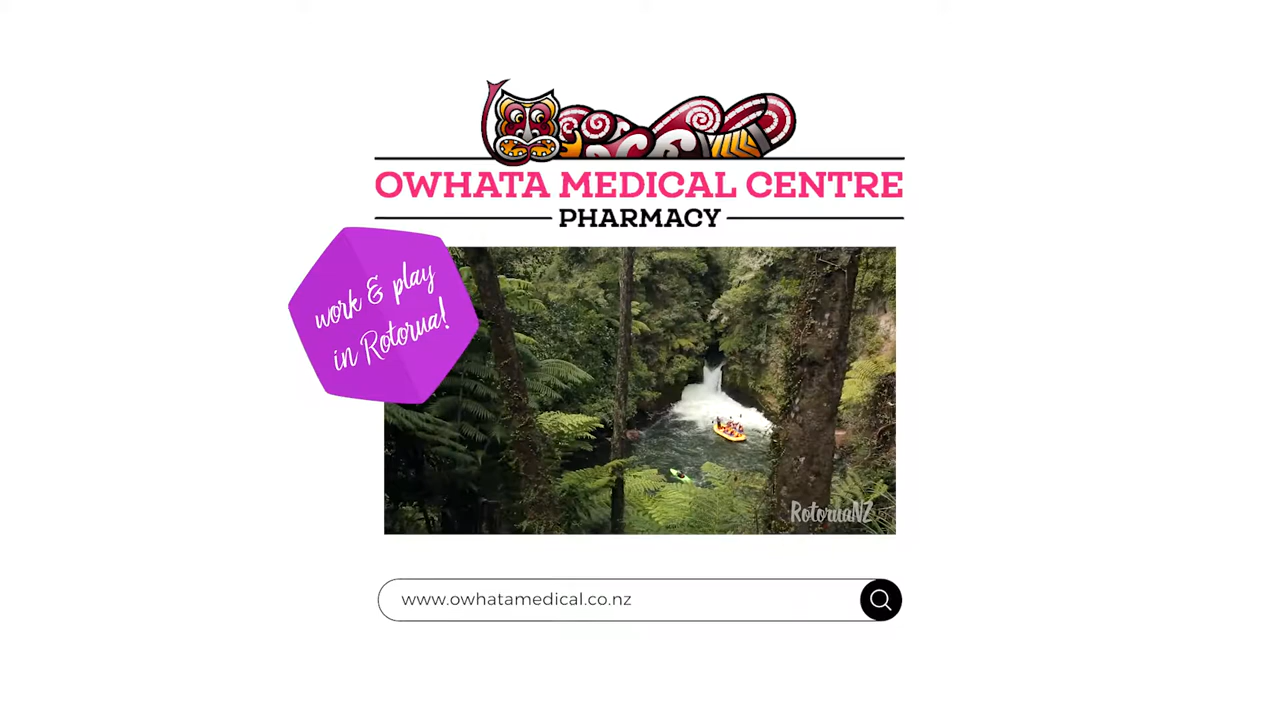 OWHATA MEDICAL CENTRE
PHARMACY
work & play
in Rotorua!
RotoruaNZ
www.owhatamedical.co.nz